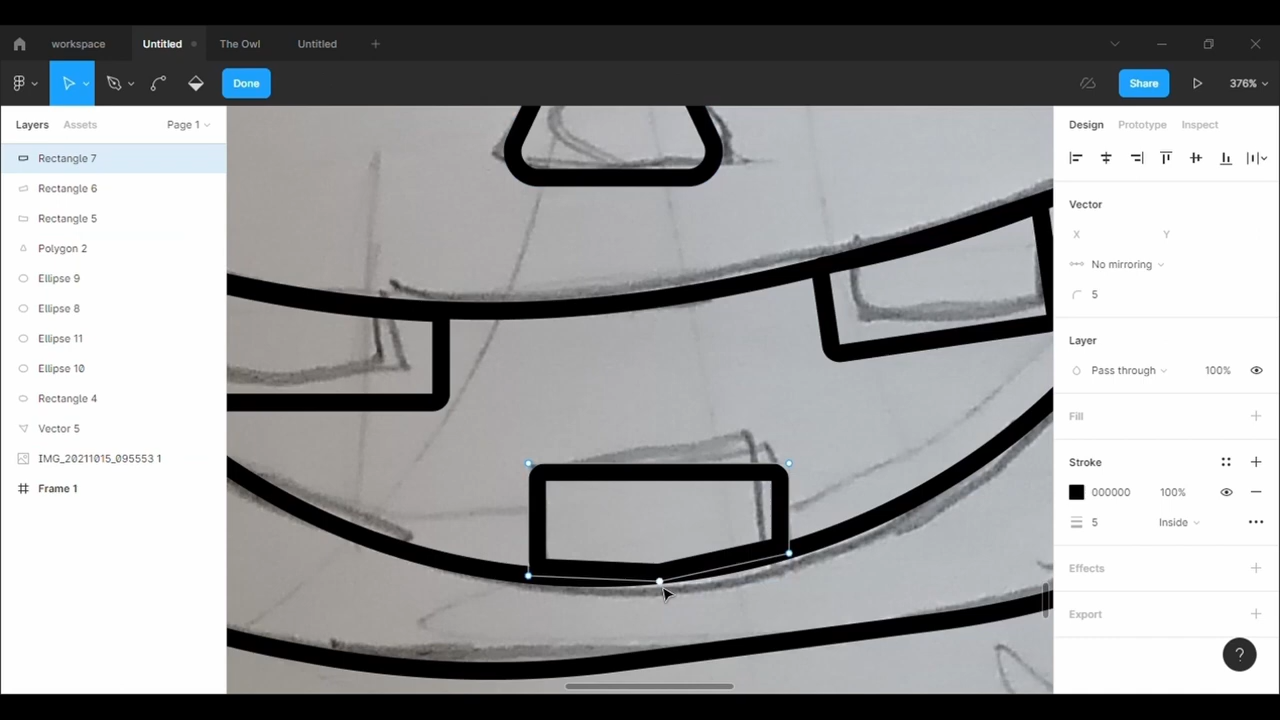 workspace
Untitled
The Owl
Untitled
Done
Share
376%
Layers
Assets
Page 1
Rectangle 7
Rectangle 6
Rectangle 5
Polygon 2
Ellipse 9
Ellipse 8
Ellipse 11
Ellipse 10
Rectangle 4
Vector 5
IMG_20211015_095553 1
Frame 1
Design
Prototype
Inspect
Vector
X
Y
No mirroring
5
Layer
Pass through
100%
Fill
Stroke
000000
100%
5
Inside
Effects
Export
?